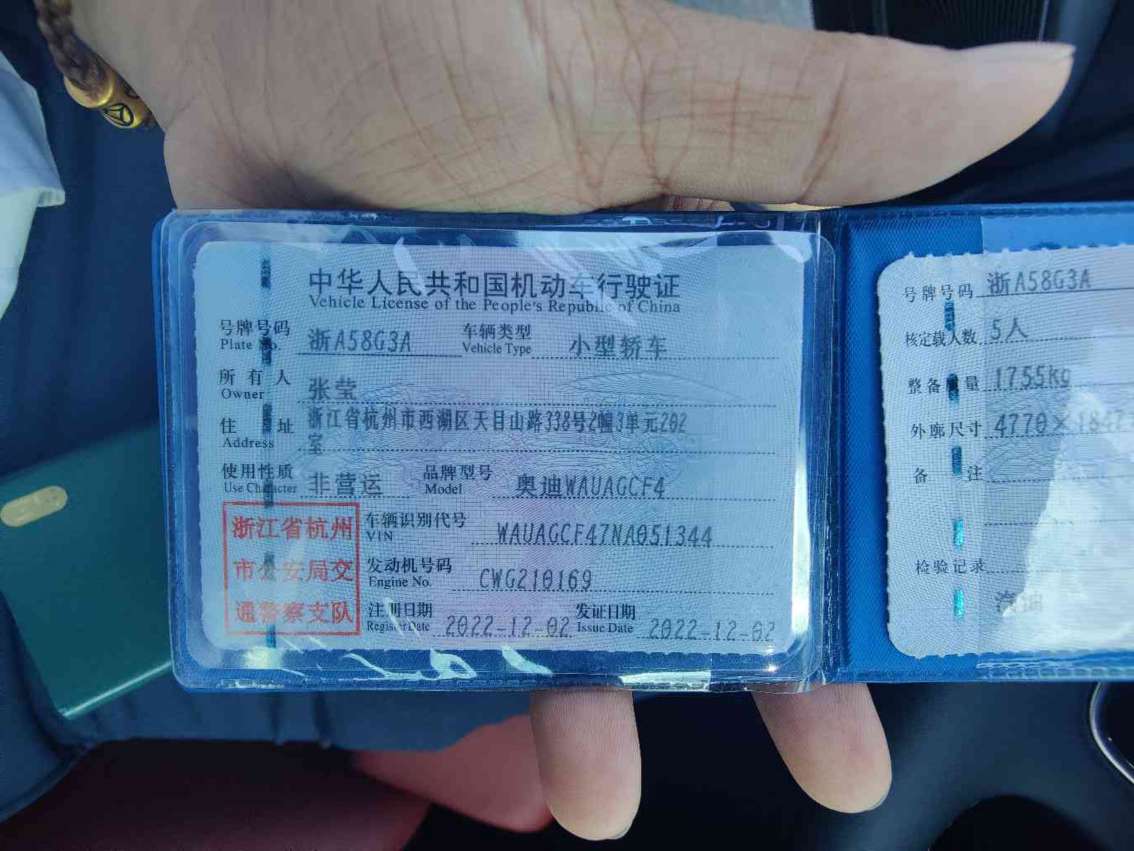 中华人民共和国机动车行驶证
Vehicle License of the People's Republic of China
号牌号码 浙A58G3A 车辆类型 小型轿车
Plate No. Vehicle Type
所有人 张莹
Owner
住址 浙江省杭州市西湖区天目山路338号2幢3单元202
Address 室
使用性质 非营运 品牌型号 奥迪WAUAGCF4
Use Character Model
浙江省杭州
市公安局交
通警察支队
车辆识别代号 WAUAGCF47NA051344
VIN
发动机号码 CWG210169
Engine No.
注册日期 2022-12-02 发证日期 2022-12-02
Register Date Issue Date
号牌号码 浙A58G3A
核定载人数 5人
整备质量 1755kg
外廓尺寸 4770×1847
备注
检验记录
汽油